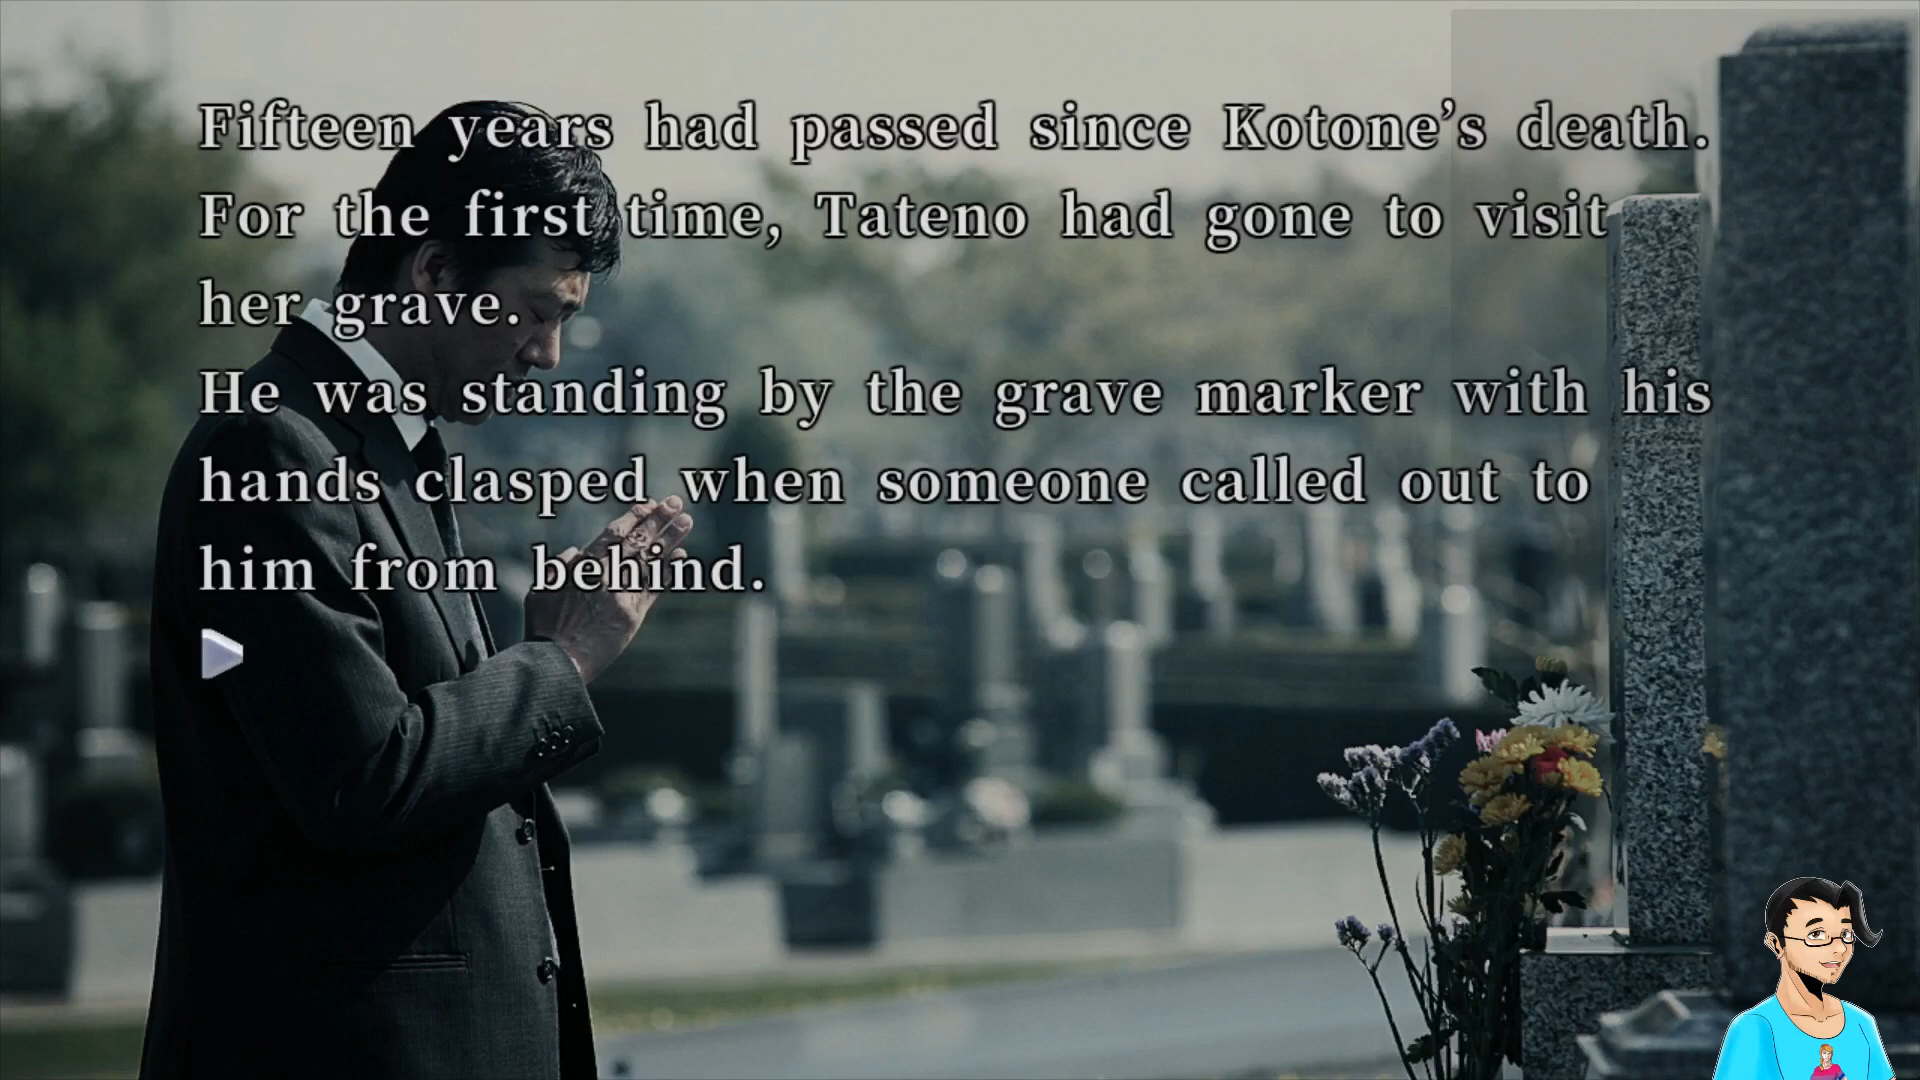 Fifteen years had passed since Kotone’s death.
For the first time, Tateno had gone to visit
her grave.
He was standing by the grave marker with his
hands clasped when someone called out to
him from behind.